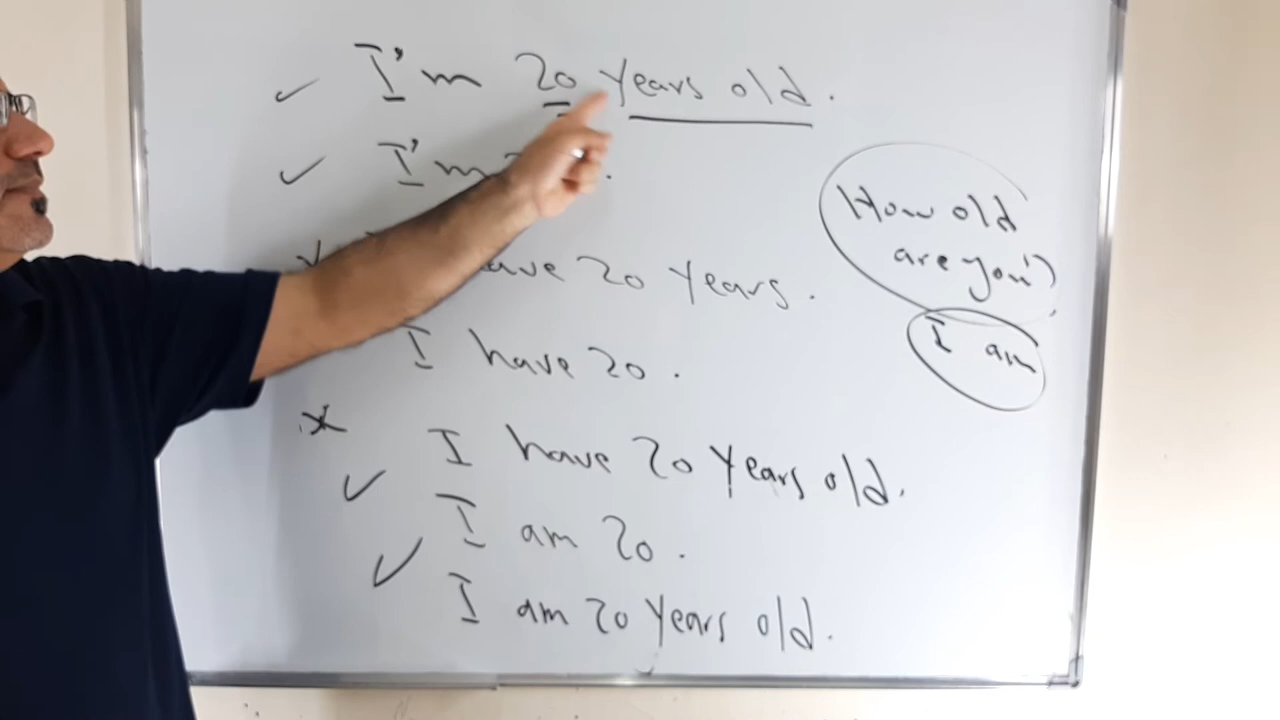 I'm 20 years old.
I'm
20 years.
I have 20.
I have 20 years old.
I am 20.
I am 20 years old.
How old
are you?
I am